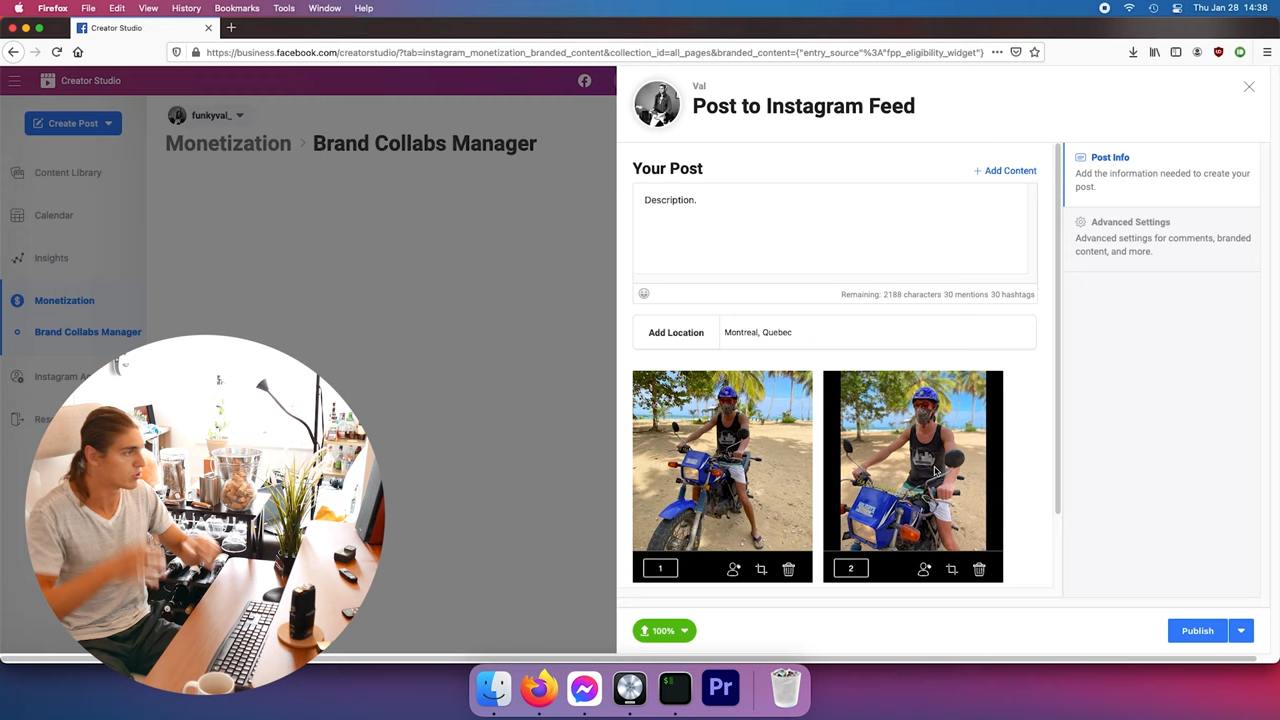 Firefox File Edit View History Bookmarks Tools Window Help
Thu Jan 28 14:38
Creator Studio
https://business.facebook.com/creatorstudio/?tab=instagram_monetization_branded_content&collection_id=all_pages&branded_content={"entry_source"%3A"fpp_eligibility_widget"}
Creator Studio
Create Post
Content Library
Calendar
Insights
Monetization
Brand Collabs Manager
Instagram A
Res
funkyval_
Monetization > Brand Collabs Manager
Val
Post to Instagram Feed
Your Post
+ Add Content
Description.
Remaining: 2188 characters 30 mentions 30 hashtags
Add Location
Montreal, Quebec
1
2
100%
Post Info
Add the information needed to create your
post.
Advanced Settings
Advanced settings for comments, branded
content, and more.
Publish
Pr